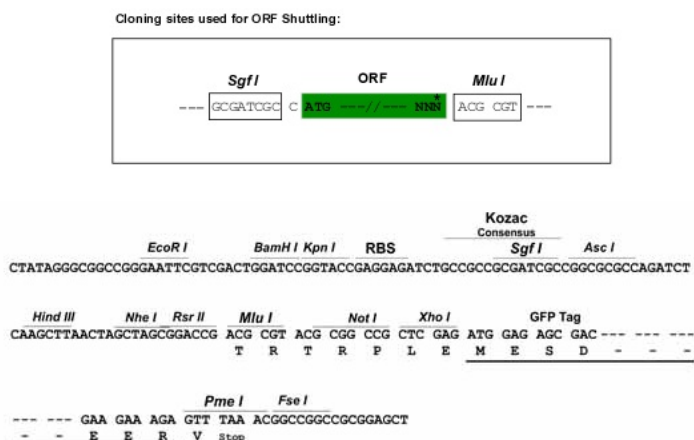 Cloning sites used for ORF Shuttling:
Sgf I ORF Mlu I
--- GCGATCGC C ATG ---//--- NNN* ACG CGT ---
Kozac
Consensus
EcoR I BamH I Kpn I RBS Sgf I Asc I
CTATAGGGCGGCCGGGAATTCGTCGACTGGATCCGGTACCGAGGAGATCTGCCGCCGCGATCGCCGGCGCGCCAGATCT
Hind III Nhe I Rsr II Mlu I Not I Xho I GFP Tag
CAAGCTTAACTAGCTAGCGGACCG ACG CGT ACG CGG CCG CTC GAG ATG GAG AGC GAC--- ------
T R T R P L E M E S D - - -
--- --- GAA GAA AGA GTT TAA ACGGCCGGCCGCGGAGCT
- - E E R V Stop
Pme I Fse I